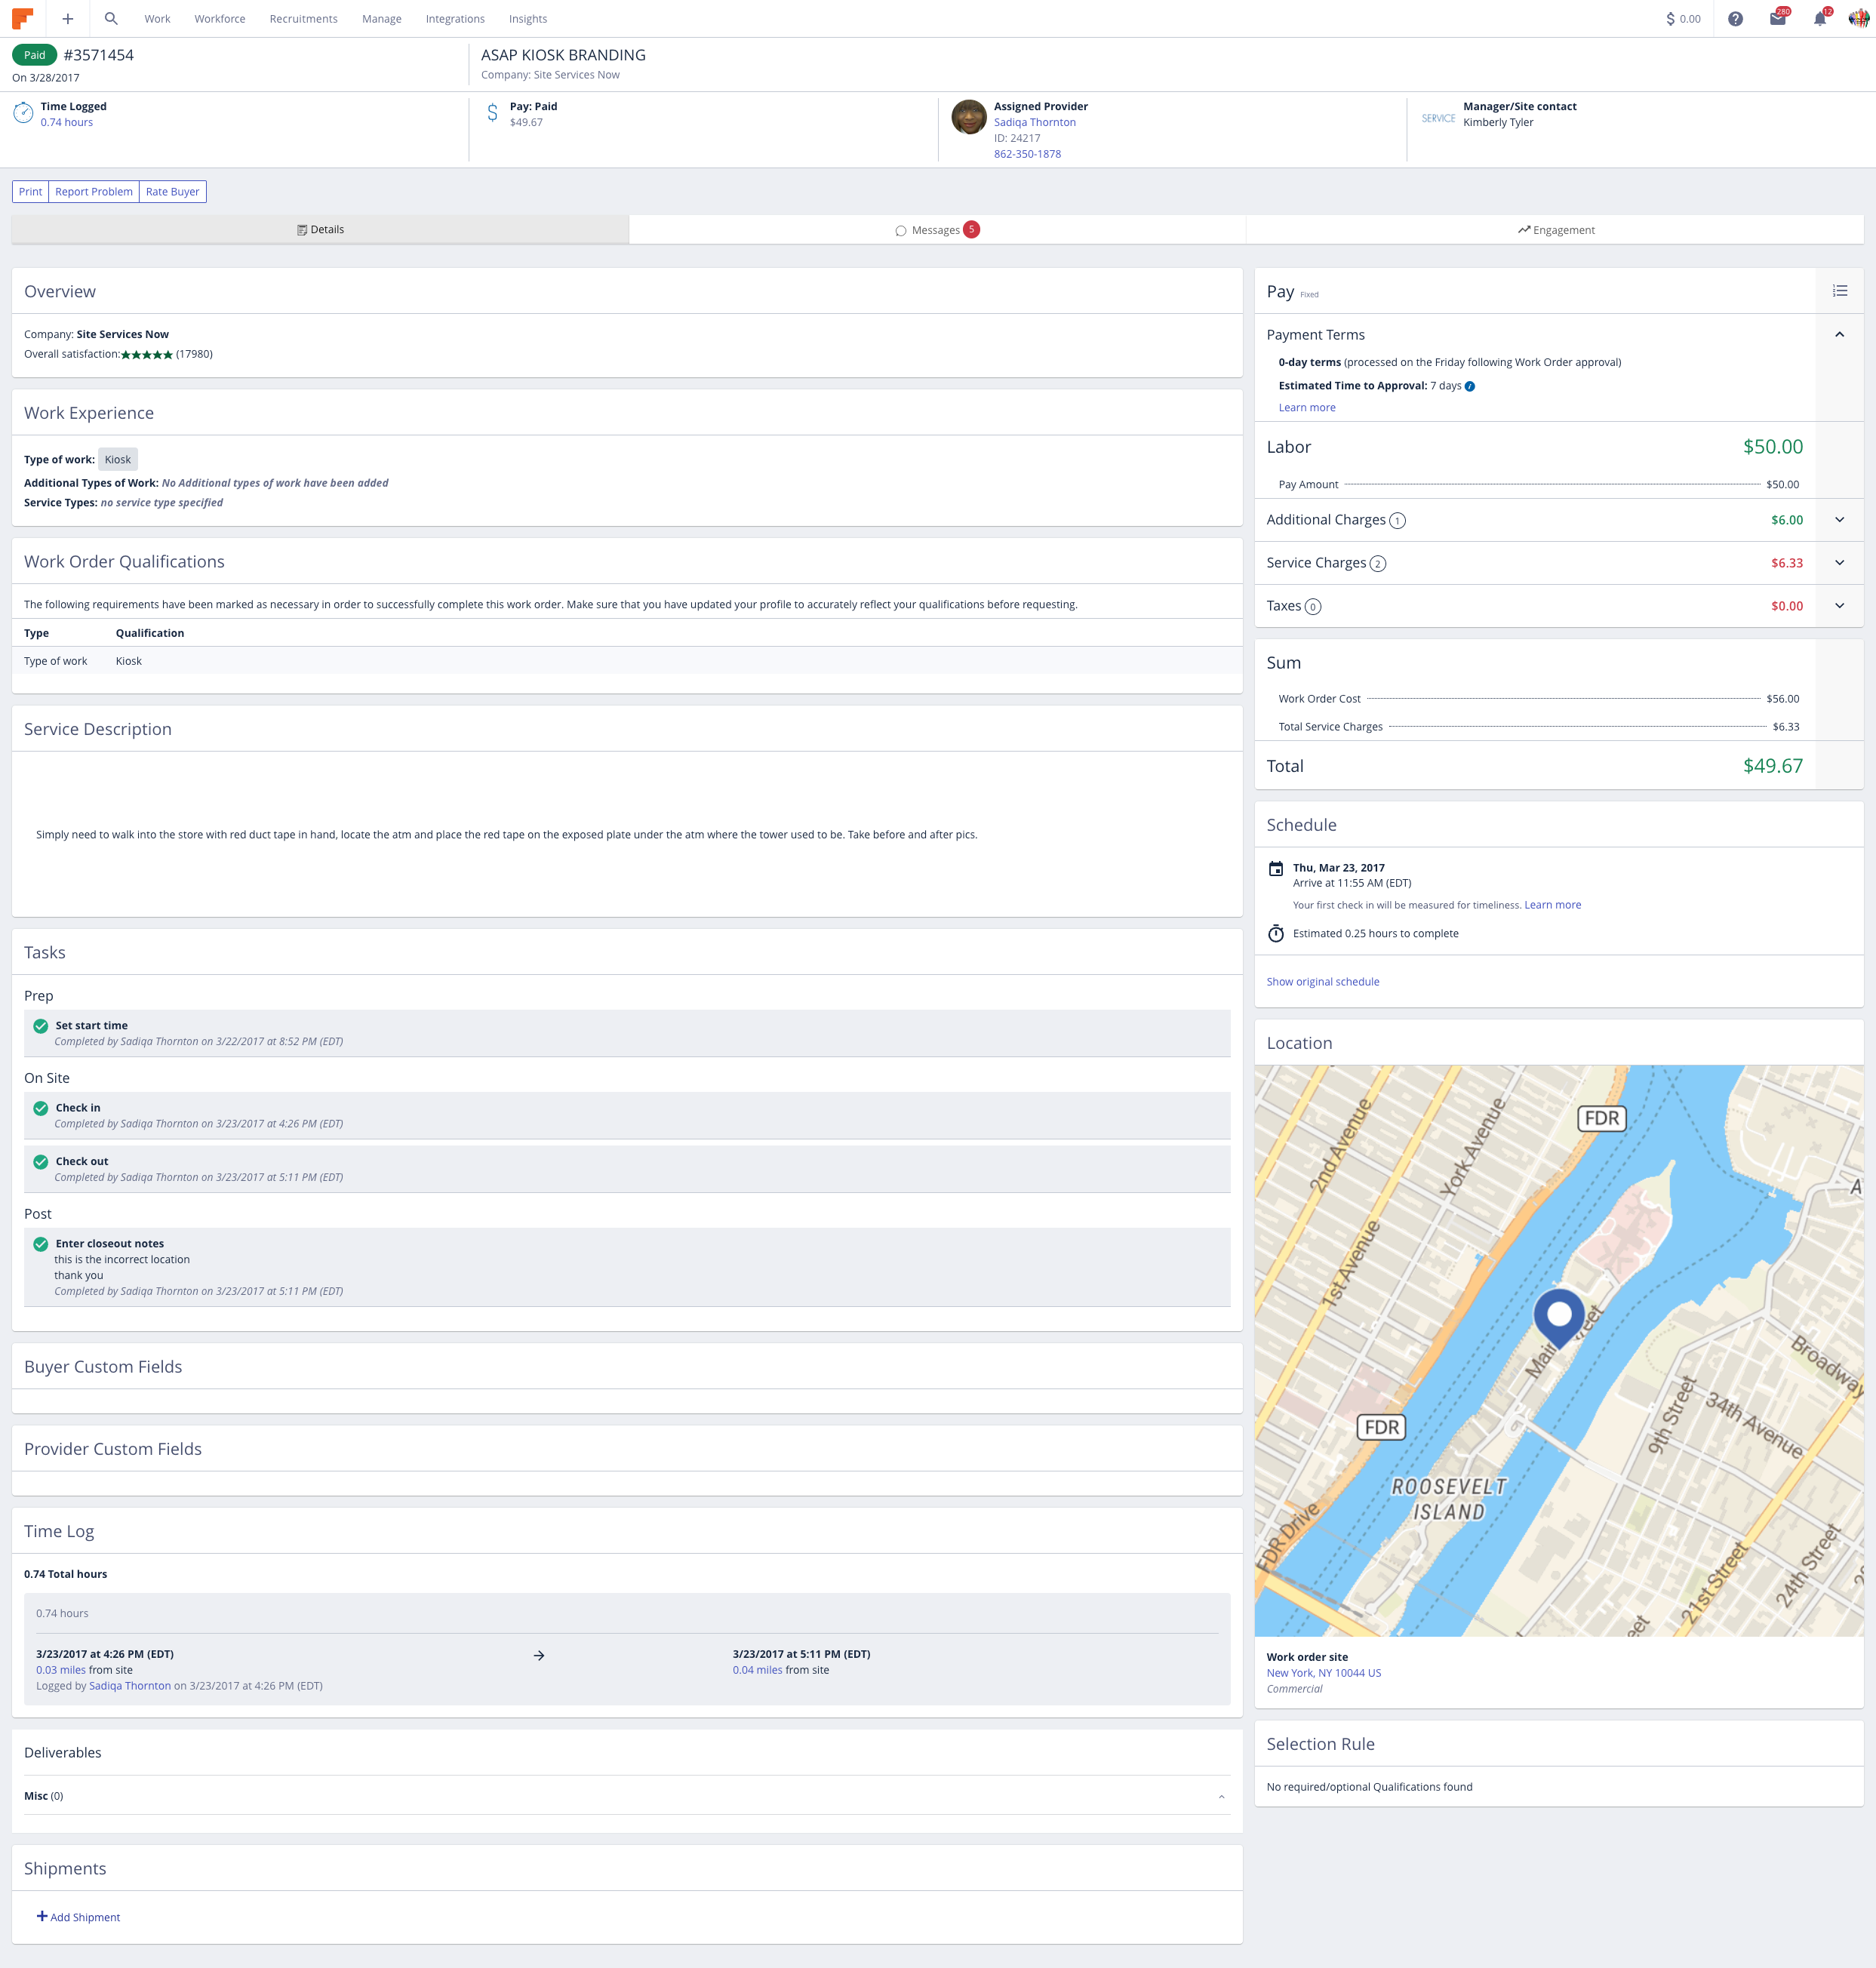 Work Workforce Recruitments Manage Integrations Insights
$ 0.00 280 12
Paid #3571454
On 3/28/2017
ASAP KIOSK BRANDING
Company: Site Services Now
Time Logged
0.74 hours
Pay: Paid
$49.67
Assigned Provider
Sadiqa Thornton
ID: 24217
862-350-1878
SERVICE
Manager/Site contact
Kimberly Tyler
Print Report Problem Rate Buyer
Details Messages 5 Engagement
Overview
Company: Site Services Now
Overall satisfaction:★★★★★ (17980)
Work Experience
Type of work: Kiosk
Additional Types of Work: No Additional types of work have been added
Service Types: no service type specified
Work Order Qualifications
The following requirements have been marked as necessary in order to successfully complete this work order. Make sure that you have updated your profile to accurately reflect your qualifications before requesting.
Type Qualification
Type of work Kiosk
Service Description
Simply need to walk into the store with red duct tape in hand, locate the atm and place the red tape on the exposed plate under the atm where the tower used to be. Take before and after pics.
Tasks
Prep
Set start time
Completed by Sadiqa Thornton on 3/22/2017 at 8:52 PM (EDT)
On Site
Check in
Completed by Sadiqa Thornton on 3/23/2017 at 4:26 PM (EDT)
Check out
Completed by Sadiqa Thornton on 3/23/2017 at 5:11 PM (EDT)
Post
Enter closeout notes
this is the incorrect location
thank you
Completed by Sadiqa Thornton on 3/23/2017 at 5:11 PM (EDT)
Buyer Custom Fields
Provider Custom Fields
Time Log
0.74 Total hours
0.74 hours
3/23/2017 at 4:26 PM (EDT) → 3/23/2017 at 5:11 PM (EDT)
0.03 miles from site 0.04 miles from site
Logged by Sadiqa Thornton on 3/23/2017 at 4:26 PM (EDT)
Deliverables
Misc (0)
Shipments
+ Add Shipment
Pay Fixed
Payment Terms
0-day terms (processed on the Friday following Work Order approval)
Estimated Time to Approval: 7 days
Learn more
Labor $50.00
Pay Amount $50.00
Additional Charges 1 $6.00
Service Charges 2 $6.33
Taxes 0 $0.00
Sum
Work Order Cost $56.00
Total Service Charges $6.33
Total $49.67
Schedule
Thu, Mar 23, 2017
Arrive at 11:55 AM (EDT)
Your first check in will be measured for timeliness. Learn more
Estimated 0.25 hours to complete
Show original schedule
Location
2nd Avenue
York Avenue
FDR
1st Avenue
Broadway
34th Avenue
9th Street
FDR
ROOSEVELT
ISLAND
FDR Drive
21st Street
24th Street
Work order site
New York, NY 10044 US
Commercial
Selection Rule
No required/optional Qualifications found